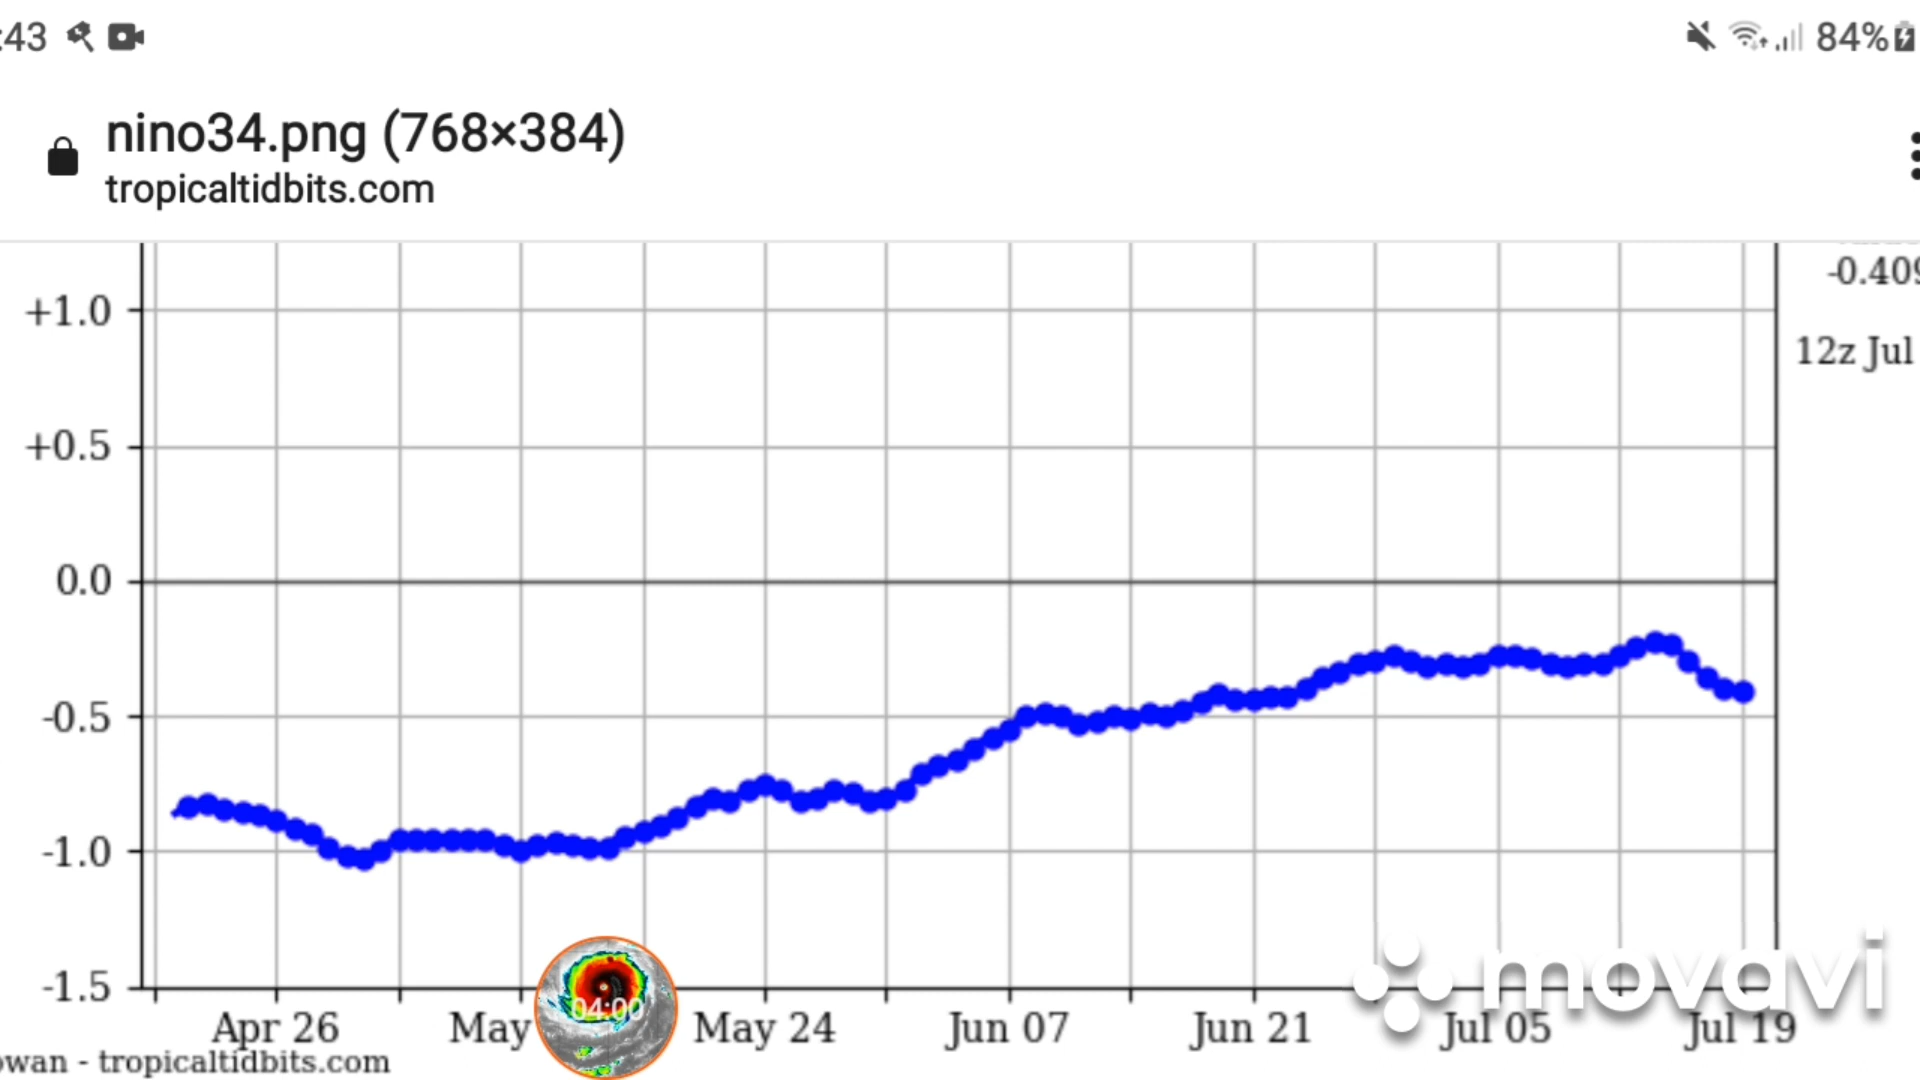 :43 84%
nino34.png (768×384)
tropicaltidbits.com
-0.409
+1.0
12z Jul
+0.5
0.0
-0.5
-1.0
-1.5
04:00
movavi
Apr 26 May May 24 Jun 07 Jun 21 Jul 05 Jul 19
owan - tropicaltidbits.com